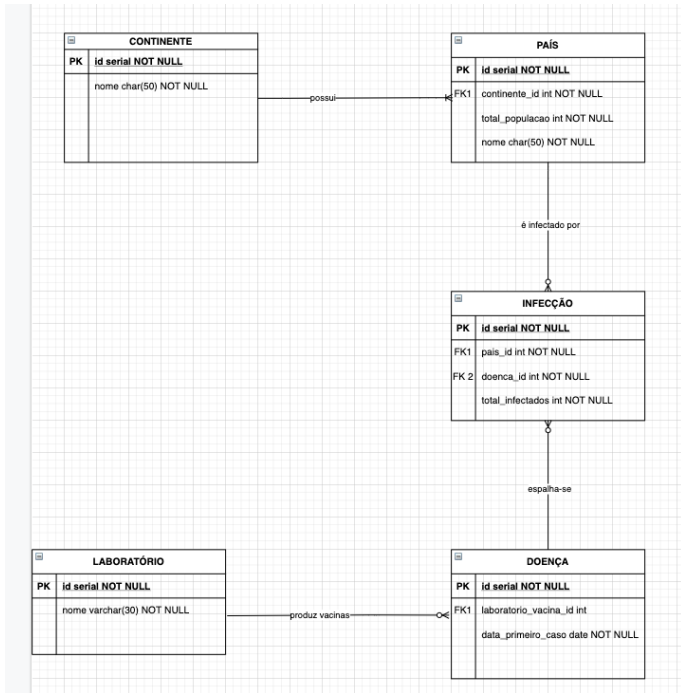 CONTINENTE
PK id serial NOT NULL
nome char(50) NOT NULL
possui
PAÍS
PK id serial NOT NULL
FK1 continente_id int NOT NULL
total_populacao int NOT NULL
nome char(50) NOT NULL
é infectado por
INFECÇÃO
PK id serial NOT NULL
FK1 pais_id int NOT NULL
FK 2 doenca_id int NOT NULL
total_infectados int NOT NULL
espalha-se
LABORATÓRIO
PK id serial NOT NULL
nome varchar(30) NOT NULL
produz vacinas
DOENÇA
PK id serial NOT NULL
FK1 laboratorio_vacina_id int
data_primeiro_caso date NOT NULL